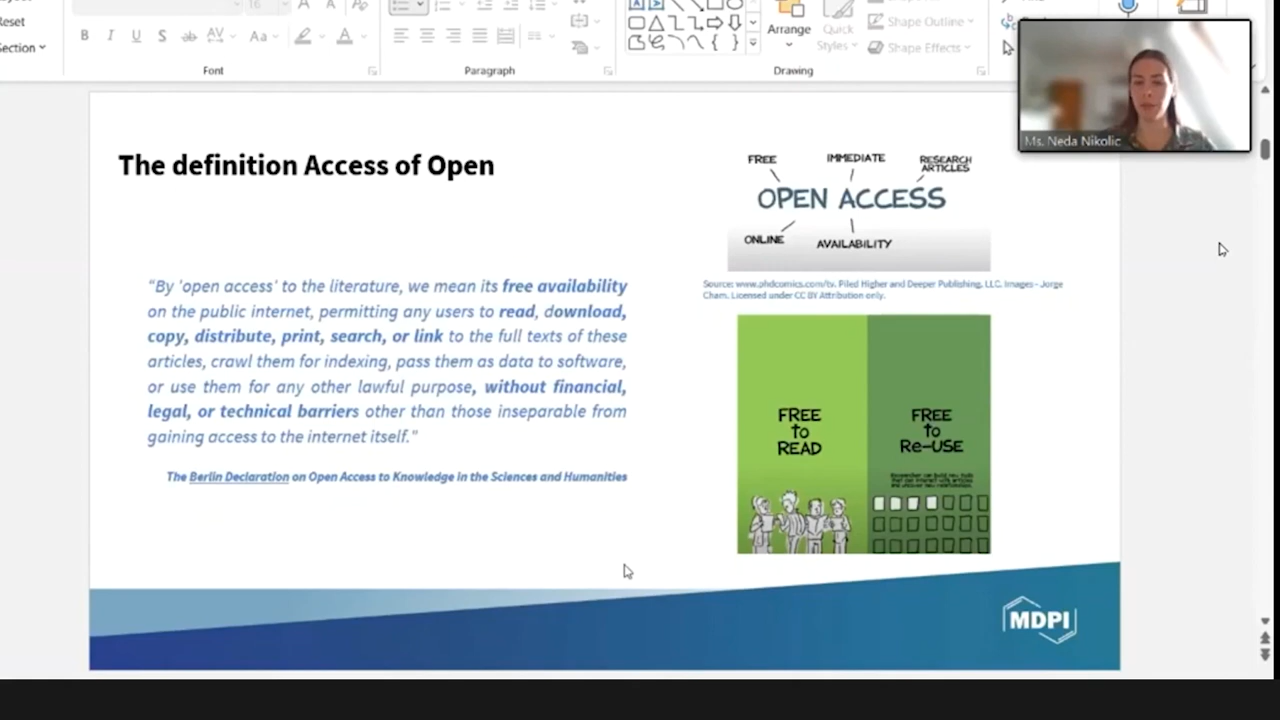 16
Reset
Section
B I U S ab AV Aa A
Arrange
Quick
Styles
Shape Outline
Shape Effects
Font
Paragraph
Drawing
Ms. Neda Nikolic
The definition Access of Open
FREE
IMMEDIATE
RESEARCH
ARTICLES
OPEN ACCESS
ONLINE
AVAILABILITY
Source: www.phdcomics.com/tv. Piled Higher and Deeper Publishing, LLC. Images - Jorge
Cham. Licensed under CC BY Attribution only.
“By 'open access' to the literature, we mean its free availability
on the public internet, permitting any users to read, download,
copy, distribute, print, search, or link to the full texts of these
articles, crawl them for indexing, pass them as data to software,
or use them for any other lawful purpose, without financial,
legal, or technical barriers other than those inseparable from
gaining access to the internet itself."
The Berlin Declaration on Open Access to Knowledge in the Sciences and Humanities
FREE
to
READ
FREE
to
Re-USE
MDPI